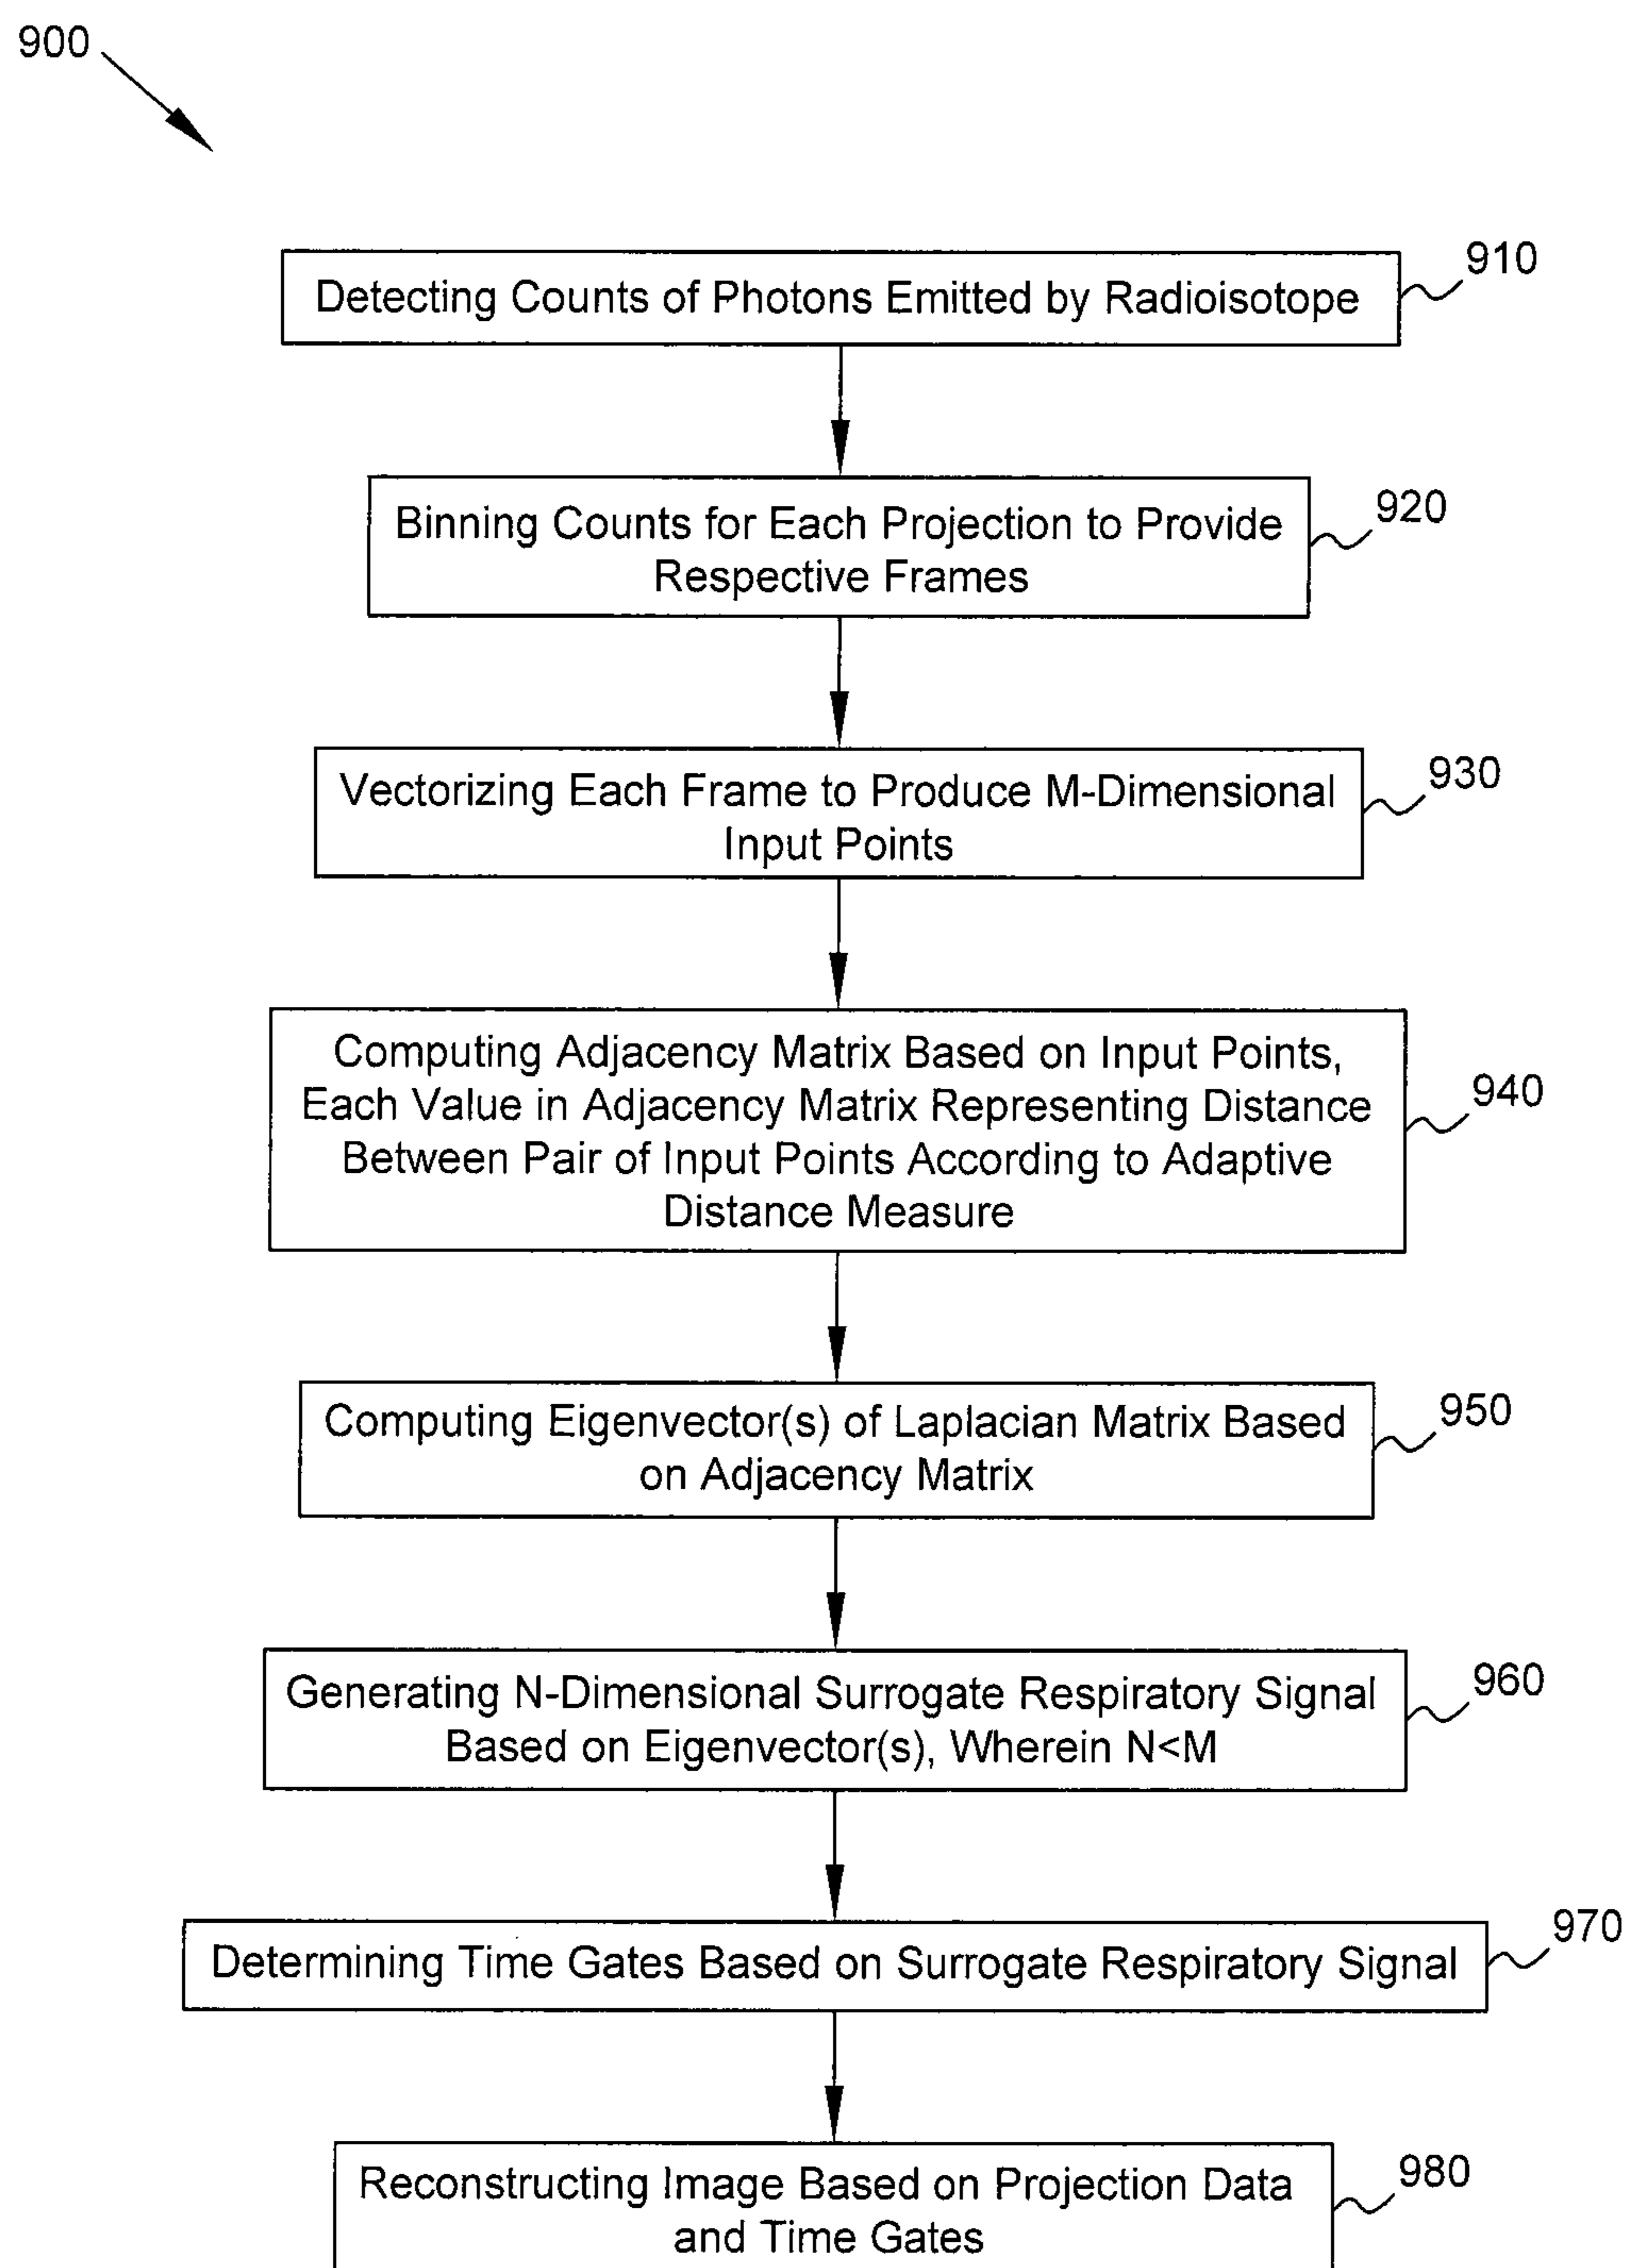 900
910
Detecting Counts of Photons Emitted by Radioisotope
920
Binning Counts for Each Projection to Provide
Respective Frames
930
Vectorizing Each Frame to Produce M-Dimensional
Input Points
940
Computing Adjacency Matrix Based on Input Points,
Each Value in Adjacency Matrix Representing Distance
Between Pair of Input Points According to Adaptive
Distance Measure
950
Computing Eigenvector(s) of Laplacian Matrix Based
on Adjacency Matrix
960
Generating N-Dimensional Surrogate Respiratory Signal
Based on Eigenvector(s), Wherein N<M
970
Determining Time Gates Based on Surrogate Respiratory Signal
980
Reconstructing Image Based on Projection Data
and Time Gates